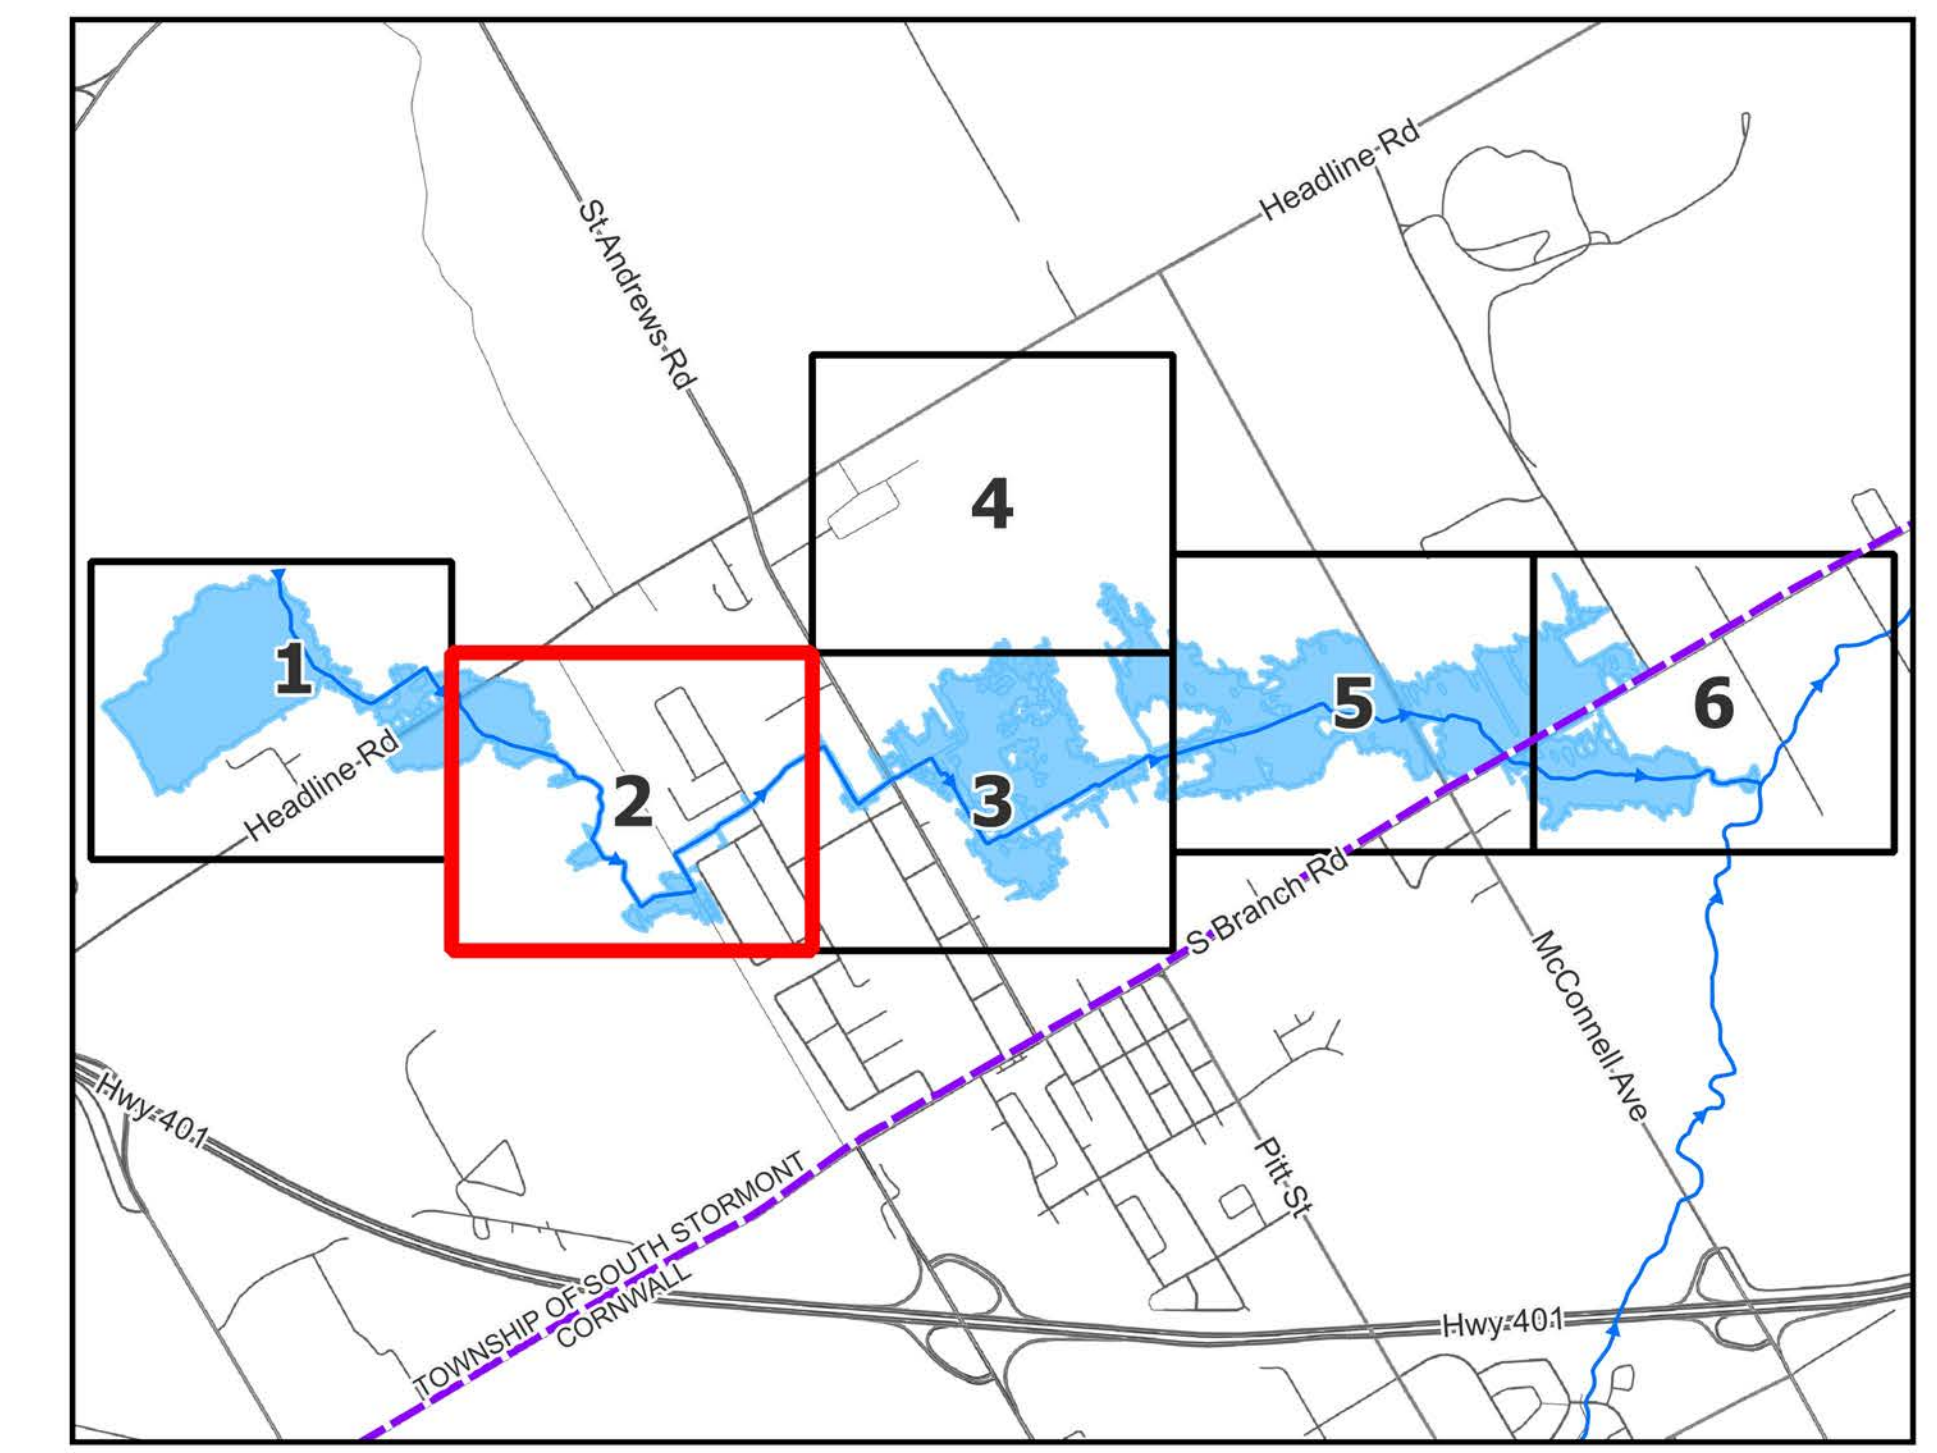 Headline Rd
St Andrews Rd
4
1
5
6
2
3
Headline Rd
S Branch Rd
McConnell Ave
Hwy 401
Pitt St
TOWNSHIP OF SOUTH STORMONT
CORNWALL
Hwy 401